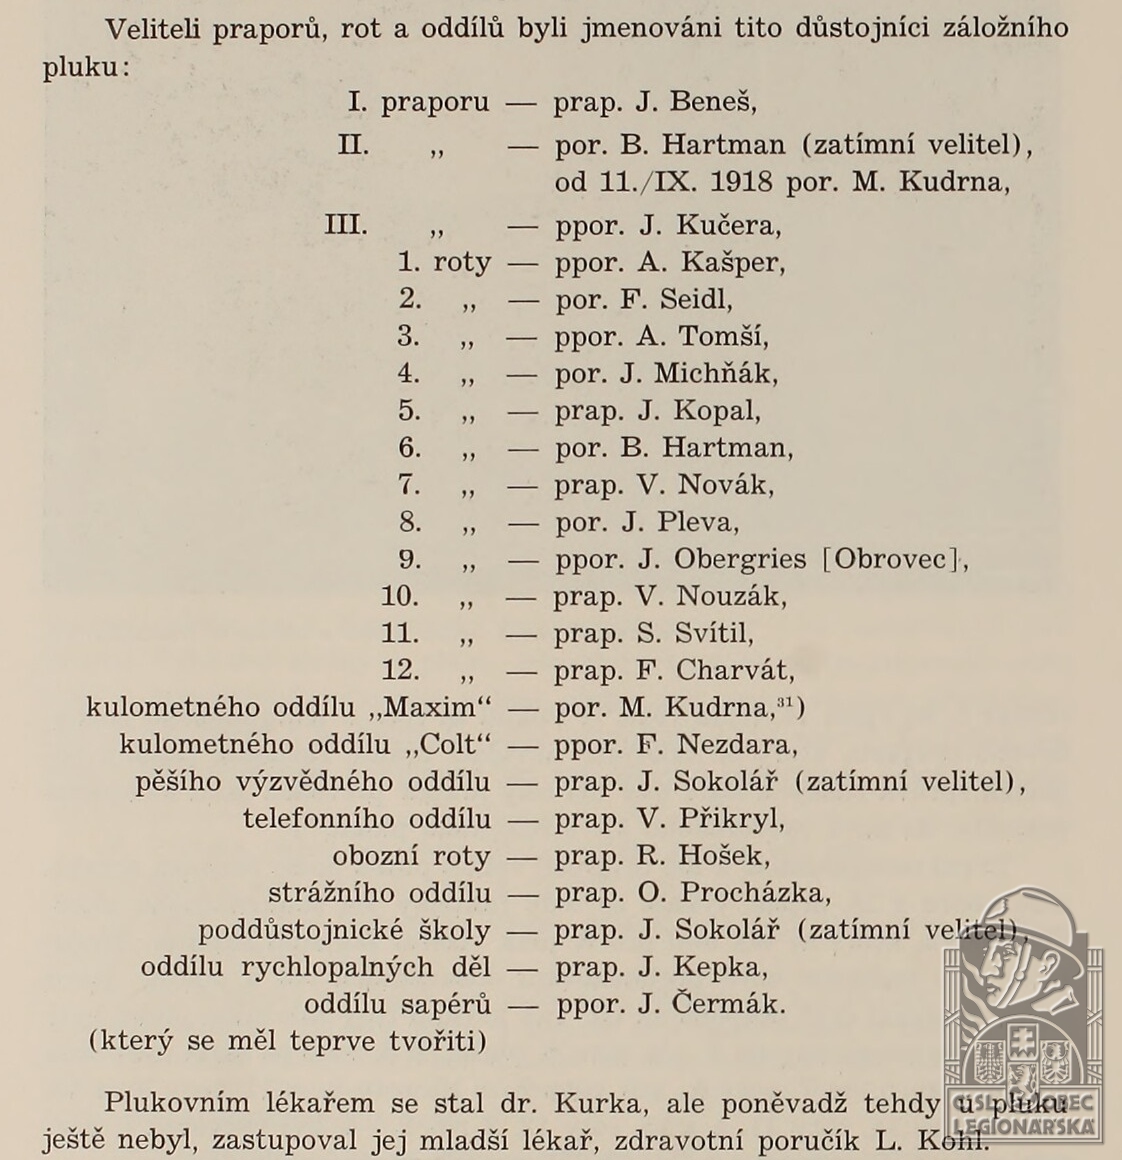 Veliteli praporů, rot a oddílů byli jmenováni tito důstojníci záložního
pluku:
I. praporu — prap. J. Beneš,
II. „ — por. B. Hartman (zatímní velitel),
od 11./IX. 1918 por. M. Kudrna,
III. „ — ppor. J. Kučera,
1. roty — ppor. A. Kašper,
2. „ — por. F. Seidl,
3. „ — ppor. A. Tomší,
4. „ — por. J. Michňák,
5. „ — prap. J. Kopal,
6. „ — por. B. Hartman,
7. „ — prap. V. Novák,
8. „ — por. J. Pleva,
9. „ — ppor. J. Obergries [Obrovec],
10. „ — prap. V. Nouzák,
11. „ — prap. S. Svítil,
12. „ — prap. F. Charvát,
kulometného oddílu „Maxim“ — por. M. Kudrna,³¹)
kulometného oddílu „Colt“ — ppor. F. Nezdara,
pěšího výzvědného oddílu — prap. J. Sokolář (zatímní velitel),
telefonního oddílu — prap. V. Přikryl,
obozní roty — prap. R. Hošek,
strážního oddílu — prap. O. Procházka,
poddůstojnické školy — prap. J. Sokolář (zatímní velitel),
oddílu rychlopalných děl — prap. J. Kepka,
oddílu sapérů — ppor. J. Čermák.
(který se měl teprve tvořiti)
Plukovním lékařem se stal dr. Kurka, ale poněvadž tehdy u pluku
ještě nebyl, zastupoval jej mladší lékař, zdravotní poručík L. Kohl.
ČÍSLO OBEC
LEGIONÁŘSKÁ